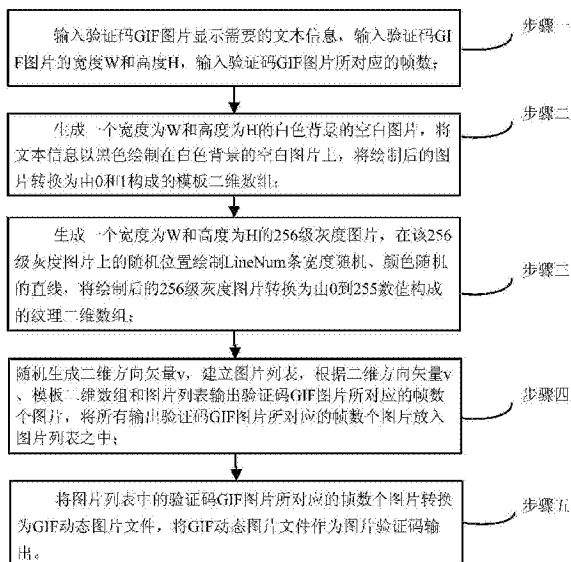 输入验证码GIF图片显示需要的文本信息，输入验证码GI
F图片的宽度W和高度H，输入验证码GIF图片所对应的帧数；
步骤一
生成一个宽度为W和高度为H的白色背景的空白图片，将
文本信息以黑色绘制在白色背景的空白图片上，将绘制后的图
片转换为由0和1构成的模板二维数组；
步骤二
生成一个宽度为W和高度为H的256级灰度图片，在该256
级灰度图片上的随机位置绘制LineNum条宽度随机、颜色随机
的直线，将绘制后的256级灰度图片转换为由0到255数值构成
的纹理二维数组；
步骤三
随机生成二维方向矢量v，建立图片列表，根据二维方向矢量v
、模板二维数组和图片列表输出验证码GIF图片所对应的帧数
个图片，将所有输出验证码GIF图片所对应的帧数个图片放入
图片列表之中；
步骤四
将图片列表中的验证码GIF图片所对应的帧数个图片转换
为GIF动态图片文件，将GIF动态图片文件作为图片验证码输
出。
步骤五